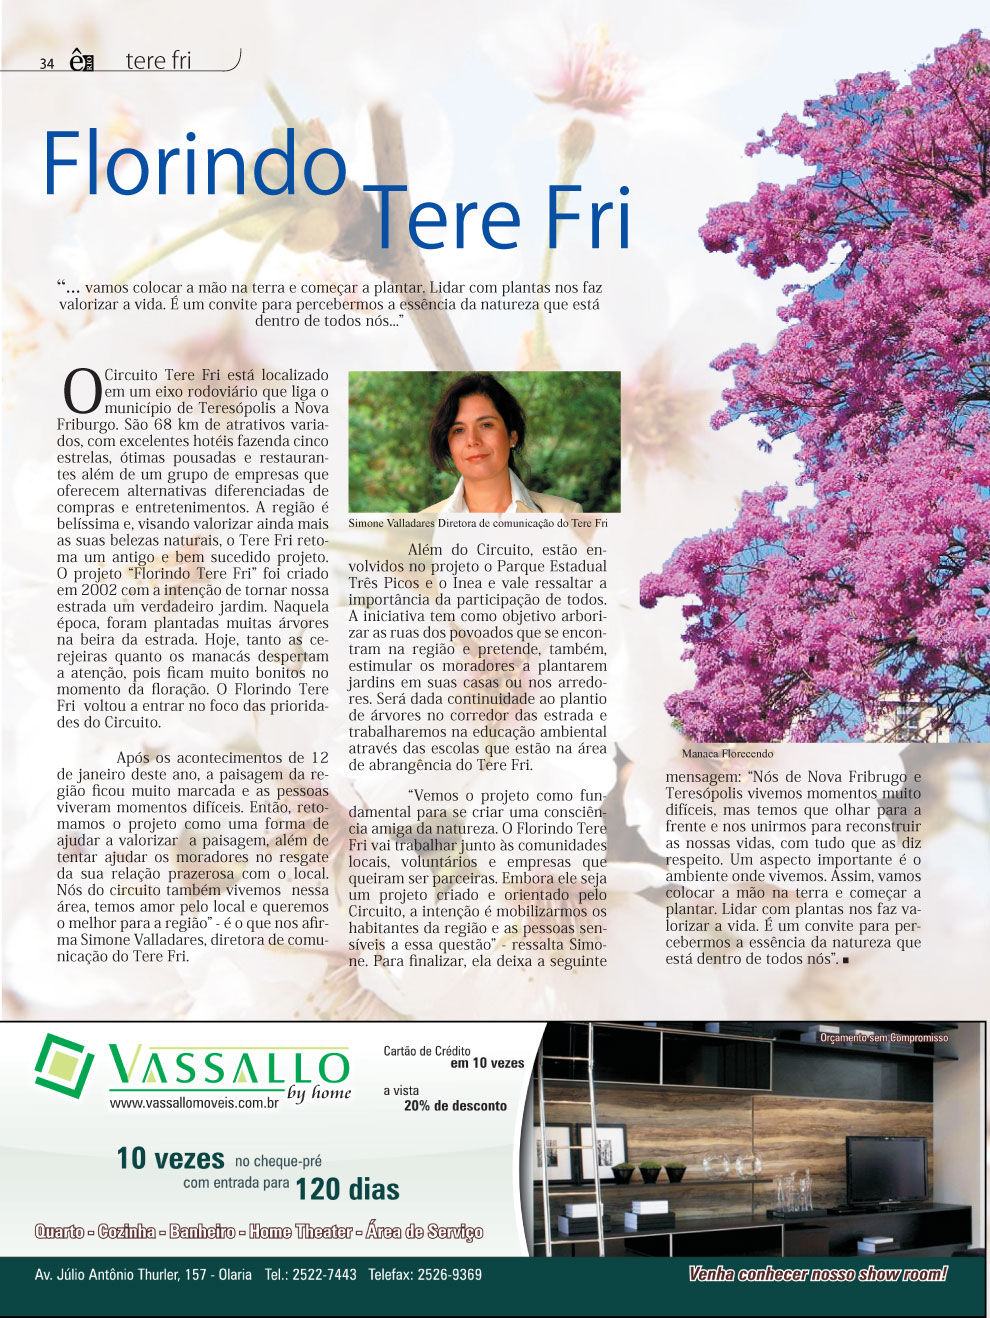 34 ê tere fri
Florindo
Tere Fri
“... vamos colocar a mão na terra e começar a plantar. Lidar com plantas nos faz
valorizar a vida. É um convite para percebermos a essência da natureza que está
dentro de todos nós...”
O Circuito Tere Fri está localizado
em um eixo rodoviário que liga o
município de Teresópolis a Nova
Friburgo. São 68 km de atrativos varia-
dos, com excelentes hotéis fazenda cinco
estrelas, ótimas pousadas e restauran-
tes além de um grupo de empresas que
oferecem alternativas diferenciadas de
compras e entretenimentos. A região é
belíssima e, visando valorizar ainda mais
as suas belezas naturais, o Tere Fri reto-
ma um antigo e bem sucedido projeto.
O projeto “Florindo Tere Fri” foi criado
em 2002 com a intenção de tornar nossa
estrada um verdadeiro jardim. Naquela
época, foram plantadas muitas árvores
na beira da estrada. Hoje, tanto as ce-
rejeiras quanto os manacás despertam
a atenção, pois ficam muito bonitos no
momento da floração. O Florindo Tere
Fri voltou a entrar no foco das priorida-
des do Circuito.
Após os acontecimentos de 12
de janeiro deste ano, a paisagem da re-
gião ficou muito marcada e as pessoas
viveram momentos difíceis. Então, reto-
mamos o projeto como uma forma de
ajudar a valorizar a paisagem, além de
tentar ajudar os moradores no resgate
da sua relação prazerosa com o local.
Nós do circuito também vivemos nessa
área, temos amor pelo local e queremos
o melhor para a região” - é o que nos afir-
ma Simone Valladares, diretora de comu-
nicação do Tere Fri.
Simone Valladares Diretora de comunicação do Tere Fri
Além do Circuito, estão en-
volvidos no projeto o Parque Estadual
Três Picos e o Inea e vale ressaltar a
importância da participação de todos.
A iniciativa tem como objetivo arbori-
zar as ruas dos povoados que se encon-
tram na região e pretende, também,
estimular os moradores a plantarem
jardins em suas casas ou nos arredo-
res. Será dada continuidade ao plantio
de árvores no corredor das estrada e
trabalharemos na educação ambiental
através das escolas que estão na área
de abrangência do Tere Fri.
“Vemos o projeto como fun-
damental para se criar uma consciên-
cia amiga da natureza. O Florindo Tere
Fri vai trabalhar junto às comunidades
locais, voluntários e empresas que
queiram ser parceiras. Embora ele seja
um projeto criado e orientado pelo
Circuito, a intenção é mobilizarmos os
habitantes da região e as pessoas sen-
síveis a essa questão” - ressalta Simo-
ne. Para finalizar, ela deixa a seguinte
Manaca Florecendo
mensagem: “Nós de Nova Fribrugo e
Teresópolis vivemos momentos muito
difíceis, mas temos que olhar para a
frente e nos unirmos para reconstruir
as nossas vidas, com tudo que as diz
respeito. Um aspecto importante é o
ambiente onde vivemos. Assim, vamos
colocar a mão na terra e começar a
plantar. Lidar com plantas nos faz va-
lorizar a vida. É um convite para per-
cebermos a essência da natureza que
está dentro de todos nós”.
VASSALLO
by home
www.vassallomoveis.com.br
Cartão de Crédito
em 10 vezes
a vista
20% de desconto
10 vezes no cheque-pré
com entrada para 120 dias
Quarto - Cozinha - Banheiro - Home Theater - Área de Serviço
Orçamento sem Compromisso
Av. Júlio Antônio Thurler, 157 - Olaria Tel.: 2522-7443 Telefax: 2526-9369
Venha conhecer nosso show room!